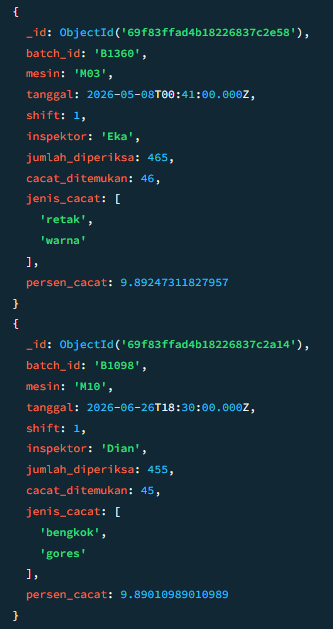 {
_id: ObjectId('69f83ffad4b18226837c2e58'),
batch_id: 'B1360',
mesin: 'M03',
tanggal: 2026-05-08T00:41:00.000Z,
shift: 1,
inspektor: 'Eka',
jumlah_diperiksa: 465,
cacat_ditemukan: 46,
jenis_cacat: [
'retak',
'warna'
],
persen_cacat: 9.89247311827957
}
{
_id: ObjectId('69f83ffad4b18226837c2a14'),
batch_id: 'B1098',
mesin: 'M10',
tanggal: 2026-06-26T18:30:00.000Z,
shift: 1,
inspektor: 'Dian',
jumlah_diperiksa: 455,
cacat_ditemukan: 45,
jenis_cacat: [
'bengkok',
'gores'
],
persen_cacat: 9.89010989010989
}